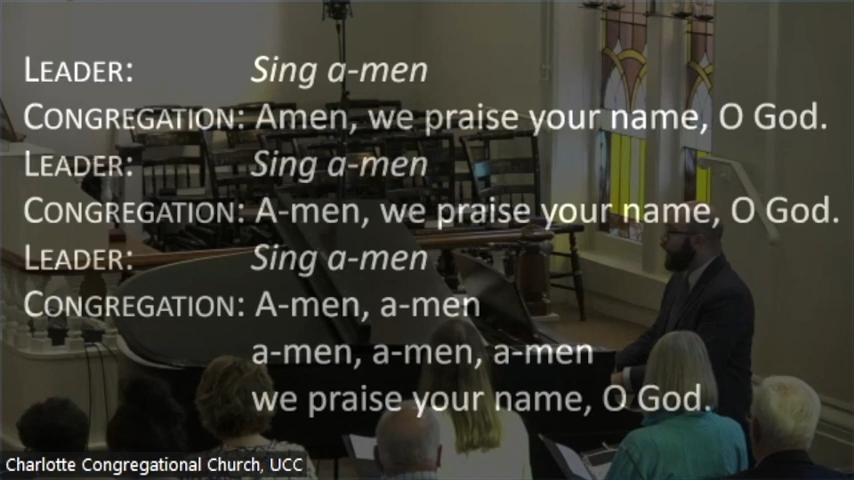 LEADER: Sing a-men
CONGREGATION: Amen, we praise your name, O God.
LEADER: Sing a-men
CONGREGATION: A-men, we praise your name, O God.
LEADER: Sing a-men
CONGREGATION: A-men, a-men
a-men, a-men, a-men
we praise your name, O God.
Charlotte Congregational Church, UCC